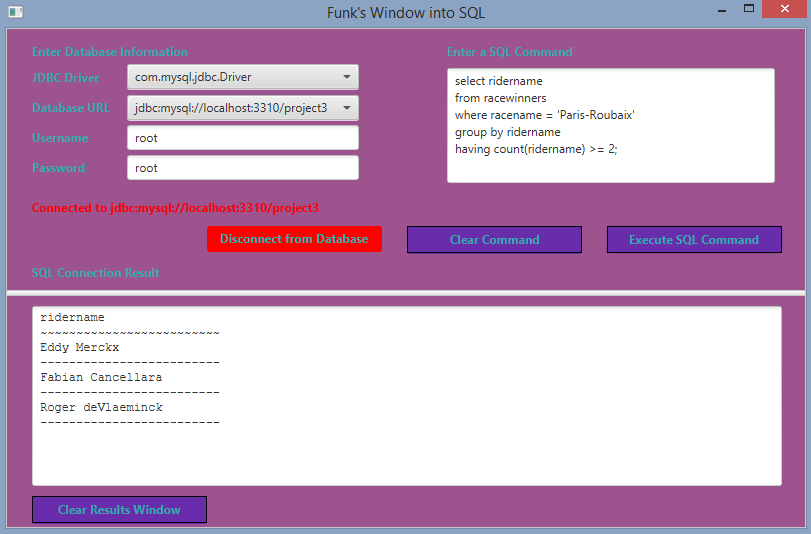 Funk's Window into SQL
Enter Database Information
JDBC Driver
com.mysql.jdbc.Driver
Database URL
jdbc:mysql://localhost:3310/project3
Username
root
Password
root
Enter a SQL Command
select ridername
from racewinners
where racename = 'Paris-Roubaix'
group by ridername
having count(ridername) >= 2;
Connected to jdbc:mysql://localhost:3310/project3
Disconnect from Database
Clear Command
Execute SQL Command
SQL Connection Result
ridername
~~~~~~~~~~~~~~~~~~~~~~~~~
Eddy Merckx
-------------------------
Fabian Cancellara
-------------------------
Roger deVlaeminck
-------------------------
Clear Results Window